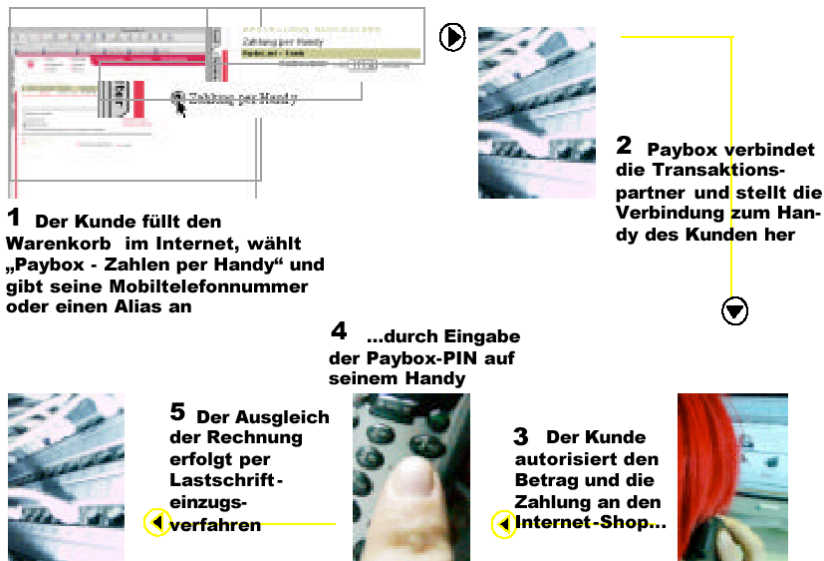 Zahlung per Handy
Zahlung per Handy
1 Der Kunde füllt den
Warenkorb im Internet, wählt
„Paybox - Zahlen per Handy“ und
gibt seine Mobiltelefonnummer
oder einen Alias an
2 Paybox verbindet
die Transaktions-
partner und stellt die
Verbindung zum Han-
dy des Kunden her
3 Der Kunde
autorisiert den
Betrag und die
Zahlung an den
Internet-Shop...
4 ...durch Eingabe
der Paybox-PIN auf
seinem Handy
5 Der Ausgleich
der Rechnung
erfolgt per
Lastschrift-
einzugs-
verfahren